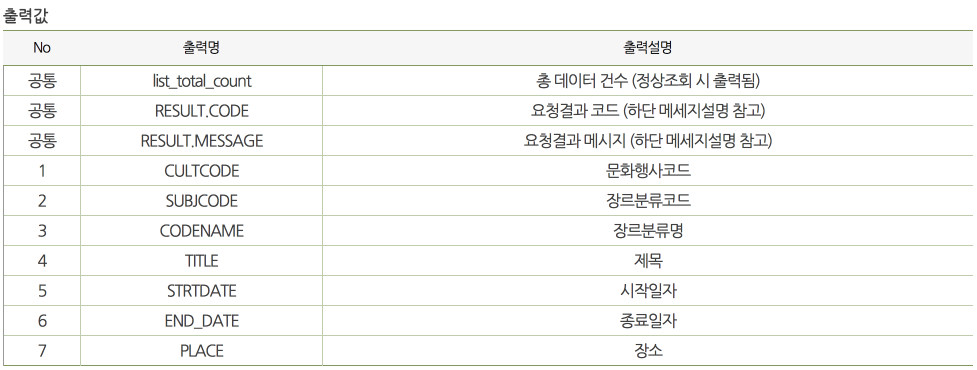 출력값
No 출력명 출력설명
공통 list_total_count 총 데이터 건수 (정상조회 시 출력됨)
공통 RESULT.CODE 요청결과 코드 (하단 메세지설명 참고)
공통 RESULT.MESSAGE 요청결과 메시지 (하단 메세지설명 참고)
1 CULTCODE 문화행사코드
2 SUBJCODE 장르분류코드
3 CODENAME 장르분류명
4 TITLE 제목
5 STRTDATE 시작일자
6 END_DATE 종료일자
7 PLACE 장소